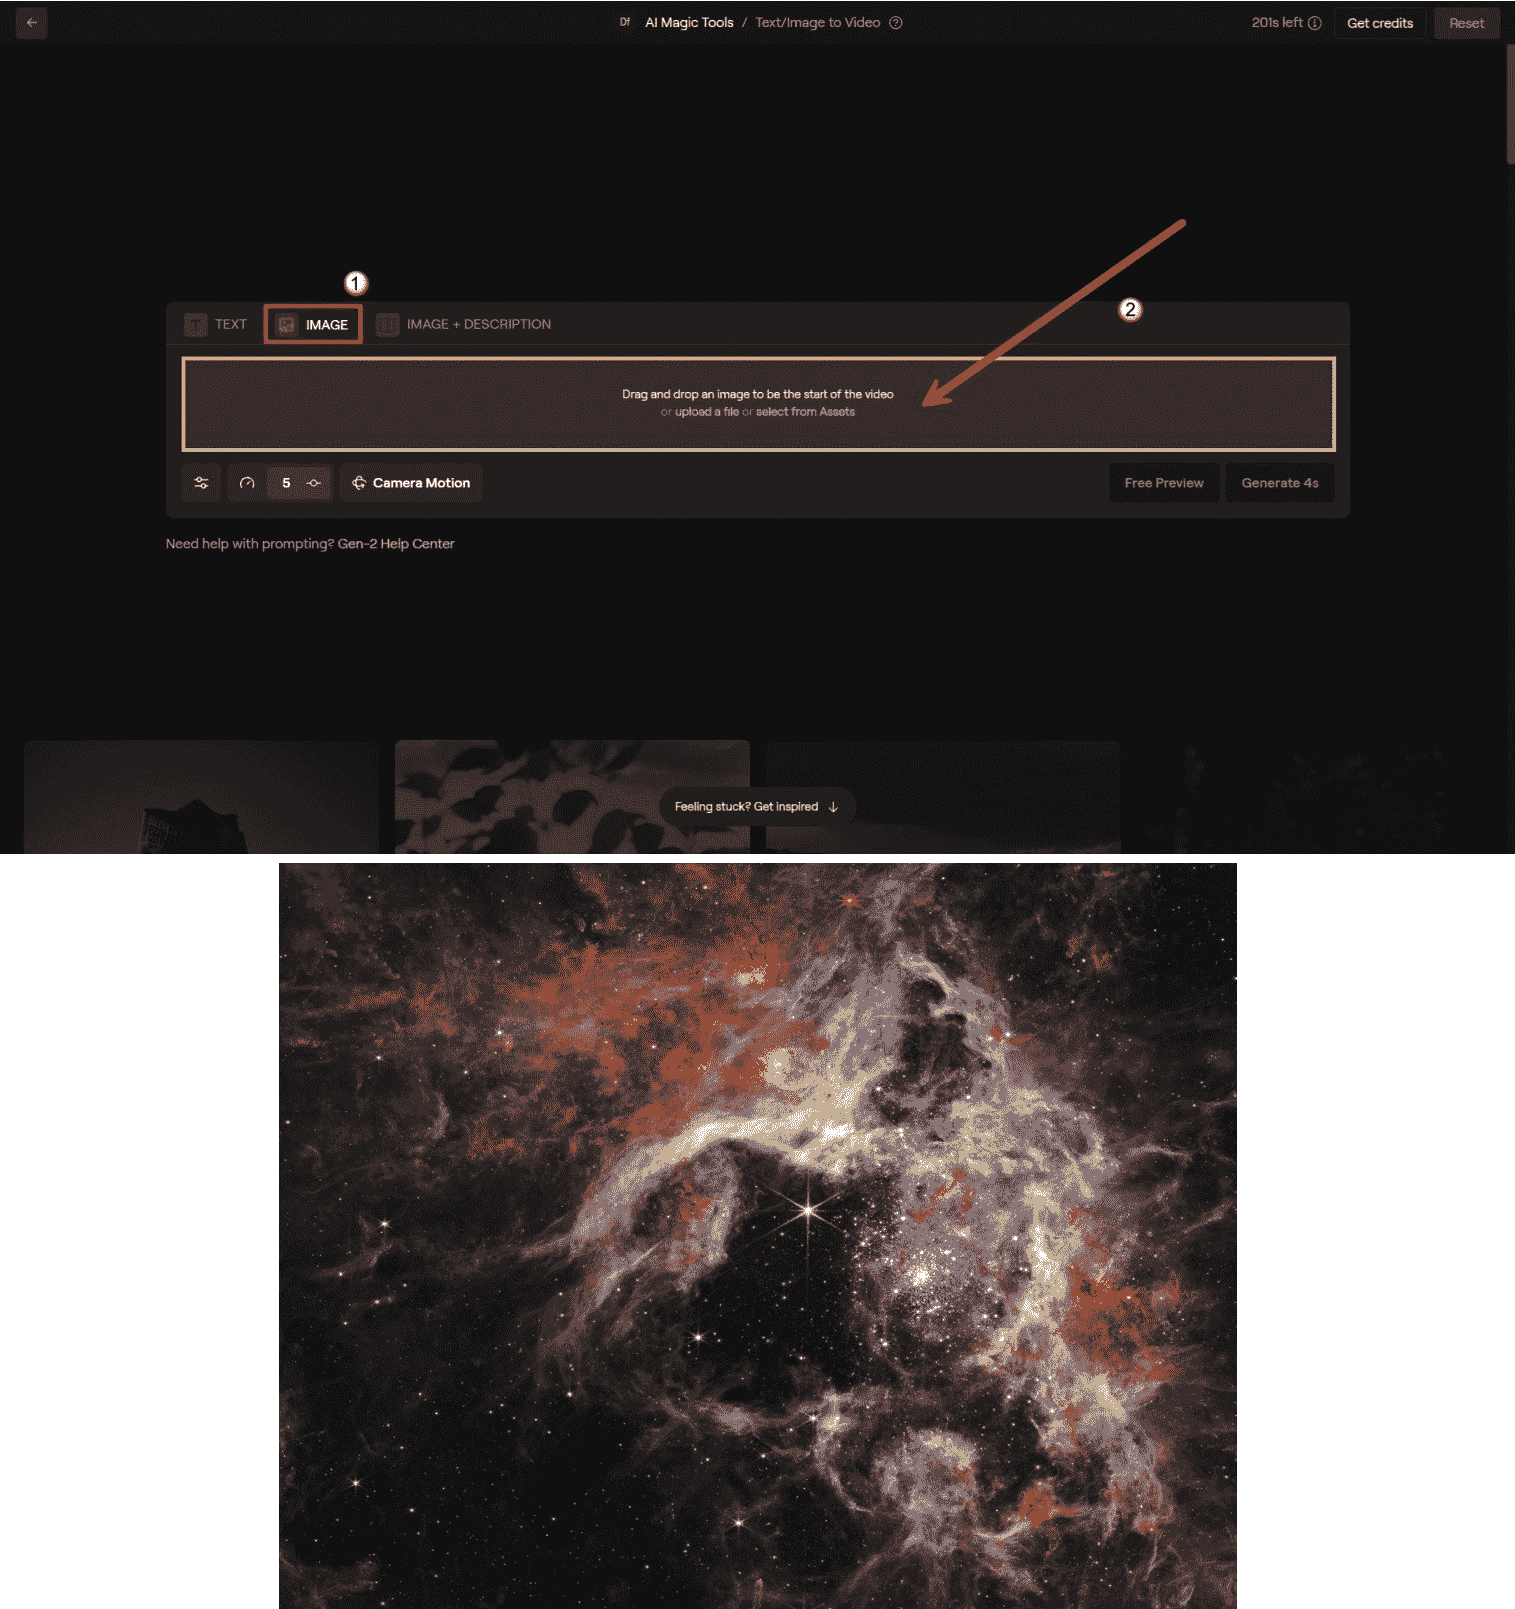 Df AI Magic Tools / Text/Image to Video ?
201s left Get credits Reset
1
2
TEXT IMAGE IMAGE + DESCRIPTION
Drag and drop an image to be the start of the video
or upload a file or select from Assets
5 Camera Motion Free Preview Generate 4s
Need help with prompting? Gen-2 Help Center
Feeling stuck? Get inspired ↓